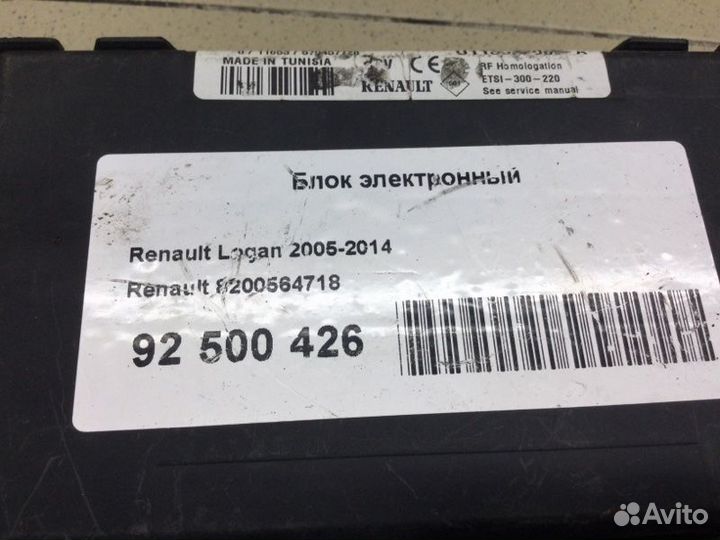 MADE IN TUNISIA
CE
RENAULT
RF Homologation
ETSI-300-220
See service manual
Блок электронный
Renault Logan 2005-2014
Renault 8200564718
92 500 426
Avito